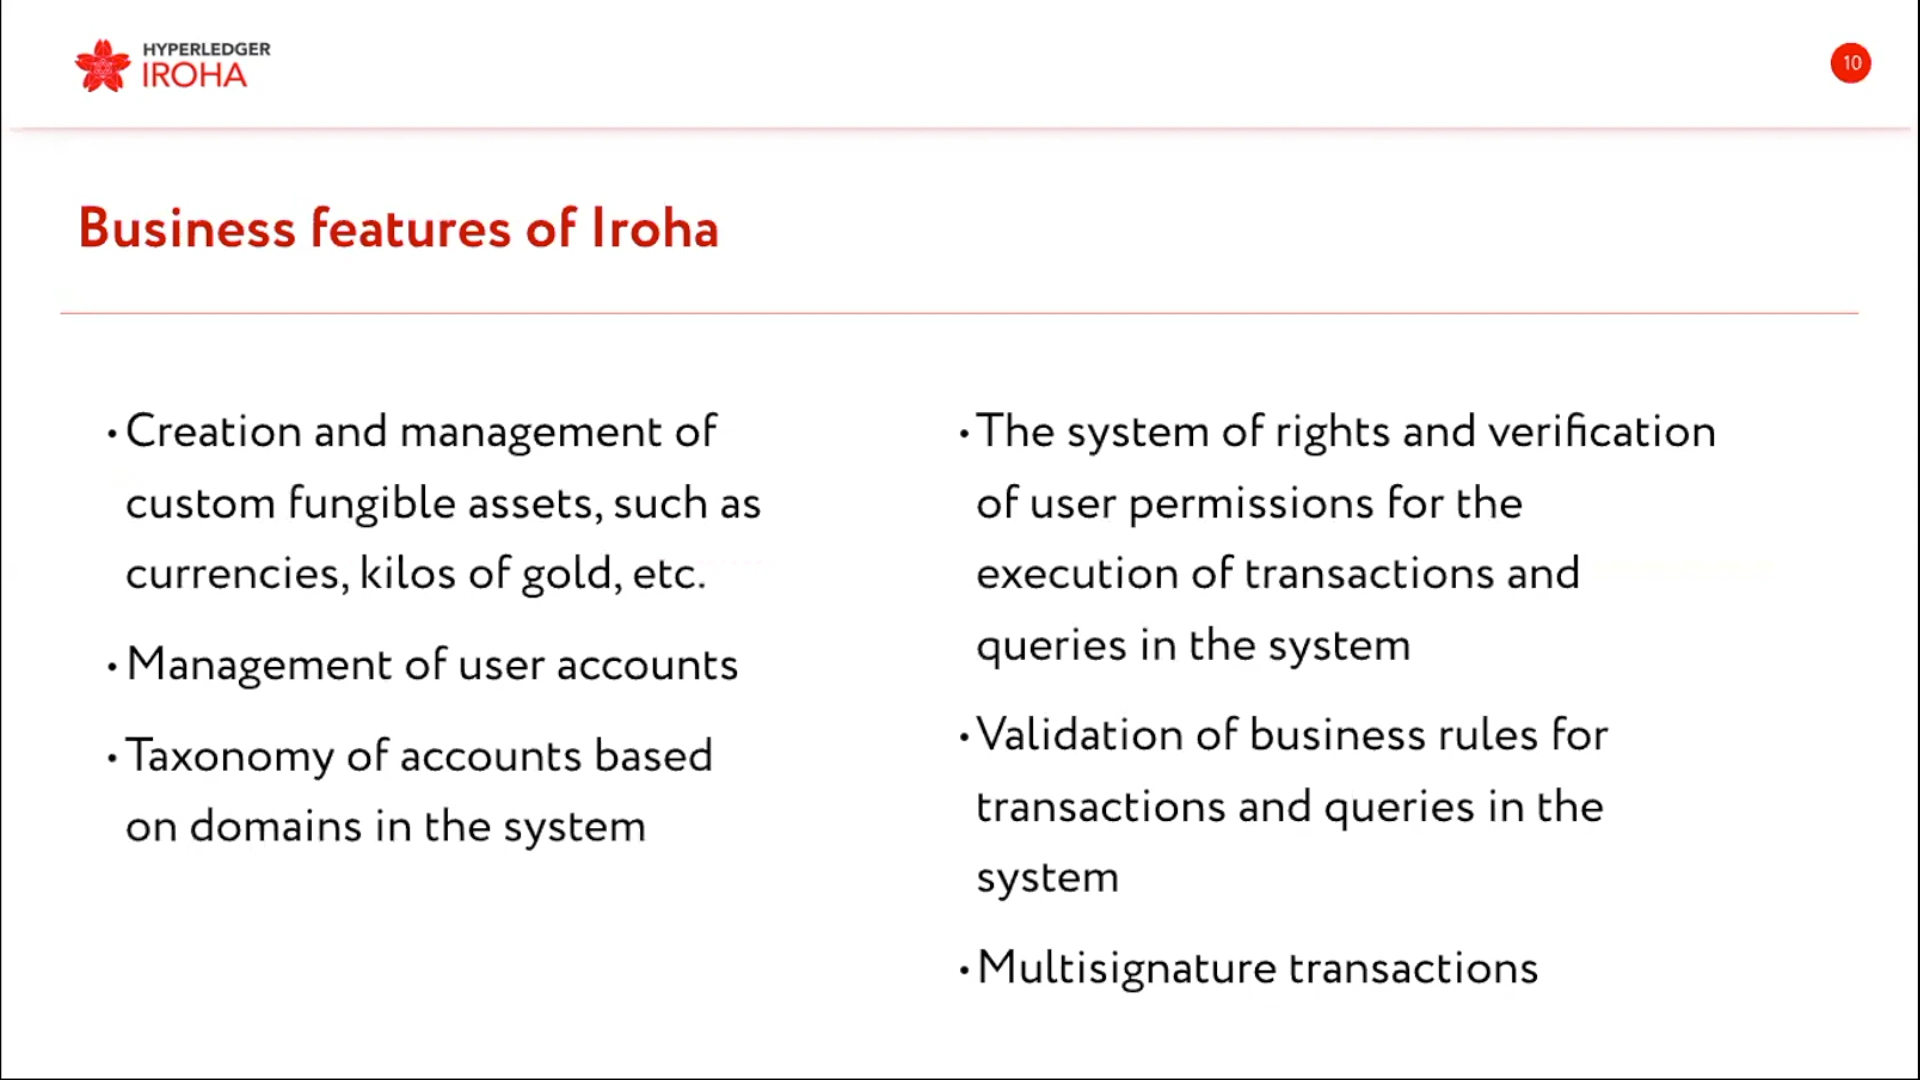 HYPERLEDGER
IROHA
10
Business features of Iroha
• Creation and management of
custom fungible assets, such as
currencies, kilos of gold, etc.
• Management of user accounts
• Taxonomy of accounts based
on domains in the system
• The system of rights and verification
of user permissions for the
execution of transactions and
queries in the system
• Validation of business rules for
transactions and queries in the
system
• Multisignature transactions